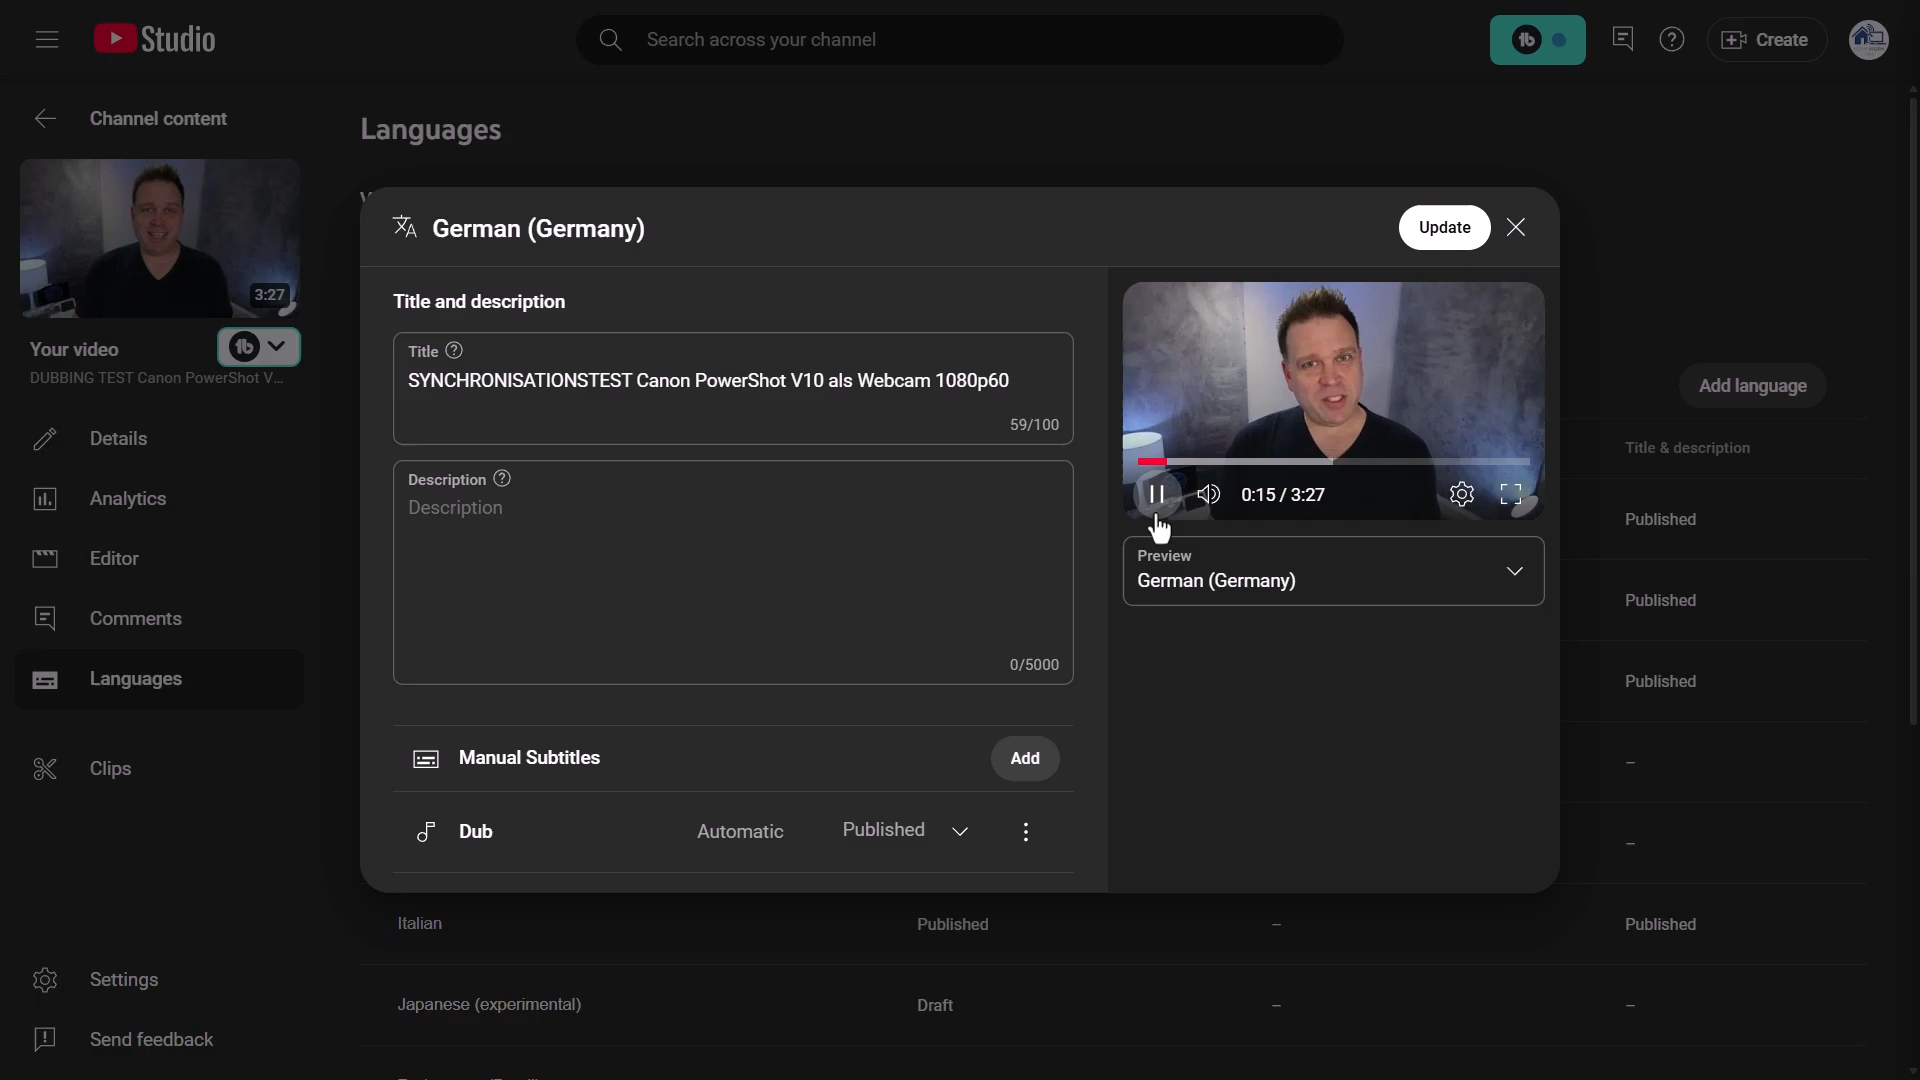 Studio
Search across your channel
Create
Channel content
Languages
3:27
Your video
DUBBING TEST Canon PowerShot V...
Details
Analytics
Editor
Comments
Languages
Clips
Settings
Send feedback
German (Germany)
Update
Title and description
Title
SYNCHRONISATIONSTEST Canon PowerShot V10 als Webcam 1080p60
59/100
Description
Description
0/5000
Manual Subtitles
Add
Dub
Automatic
Published
0:15 / 3:27
Preview
German (Germany)
Add language
Title & description
Published
Published
Published
–
–
Italian
Published
–
Published
Japanese (experimental)
Draft
–
–